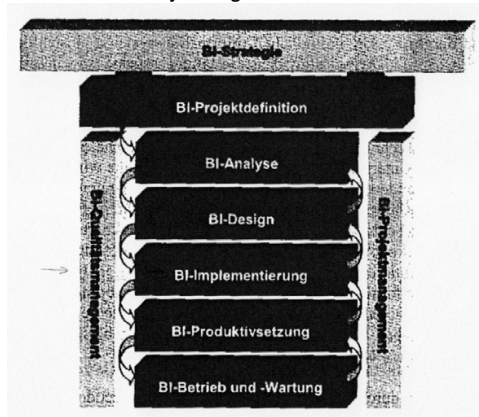 BI-Strategie
BI-Projektdefinition
BI-Analyse
BI-Design
BI-Implementierung
BI-Produktivsetzung
BI-Betrieb und -Wartung
BI-Qualitätsmanagement
BI-Projektmanagement